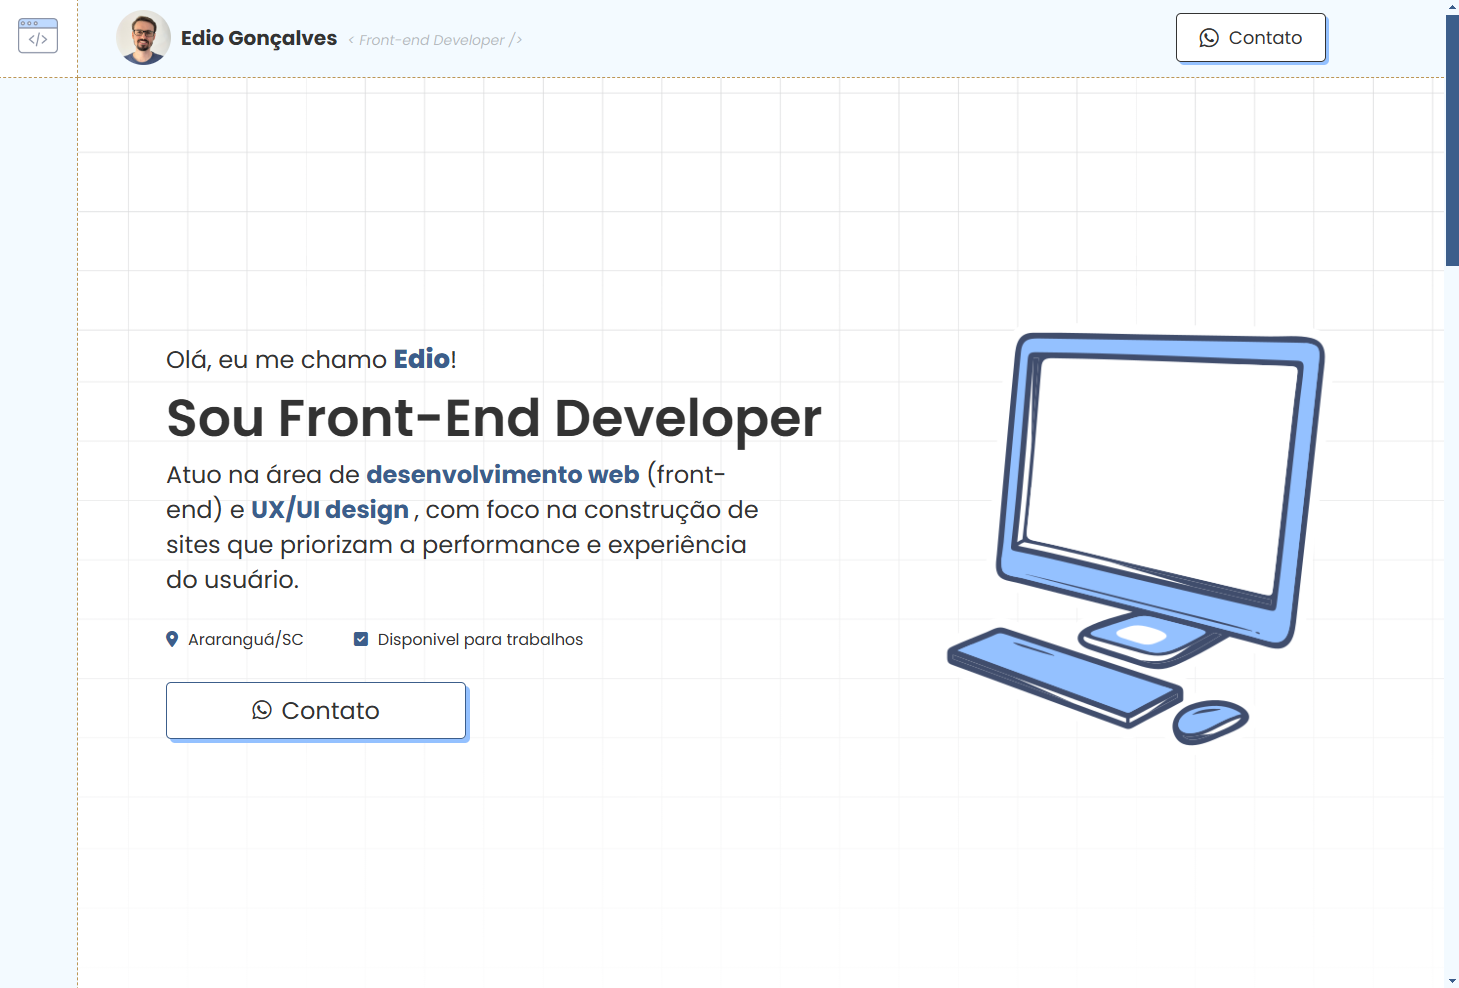 </>
Edio Gonçalves < Front-end Developer />
Contato
Olá, eu me chamo Edio!
Sou Front-End Developer
Atuo na área de desenvolvimento web (front-
end) e UX/UI design , com foco na construção de
sites que priorizam a performance e experiência
do usuário.
Araranguá/SC Disponivel para trabalhos
Contato